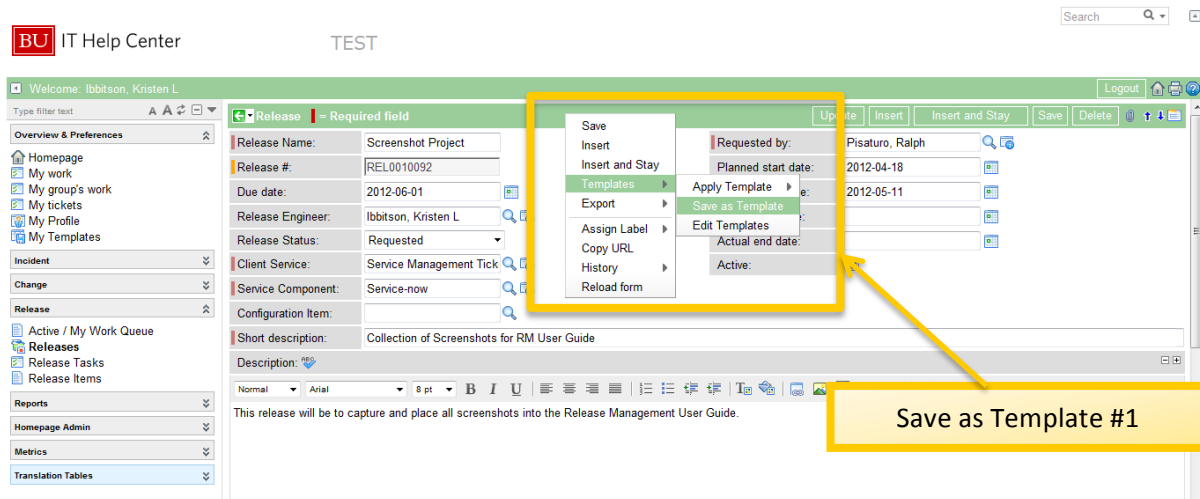 Search
BU IT Help Center
TEST
Welcome: Ibbitson, Kristen L
Logout
Type filter text
A A
Overview & Preferences
Homepage
My work
My group's work
My tickets
My Profile
My Templates
Incident
Change
Release
Active / My Work Queue
Releases
Release Tasks
Release Items
Reports
Homepage Admin
Metrics
Translation Tables
Release = Required field
Insert
Insert and Stay
Save
Delete
Release Name: Screenshot Project
Release #: REL0010092
Due date: 2012-06-01
Release Engineer: Ibbitson, Kristen L
Release Status: Requested
Client Service: Service Management Tick
Service Component: Service-now
Configuration Item:
Short description: Collection of Screenshots for RM User Guide
Description:
Save
Insert
Insert and Stay
Templates
Export
Assign Label
Copy URL
History
Reload form
Apply Template
Save as Template
Edit Templates
Requested by: Pisaturo, Ralph
Planned start date: 2012-04-18
2012-05-11
Actual end date:
Active:
Normal Arial 8 pt B I U
This release will be to capture and place all screenshots into the Release Management User Guide.
Save as Template #1